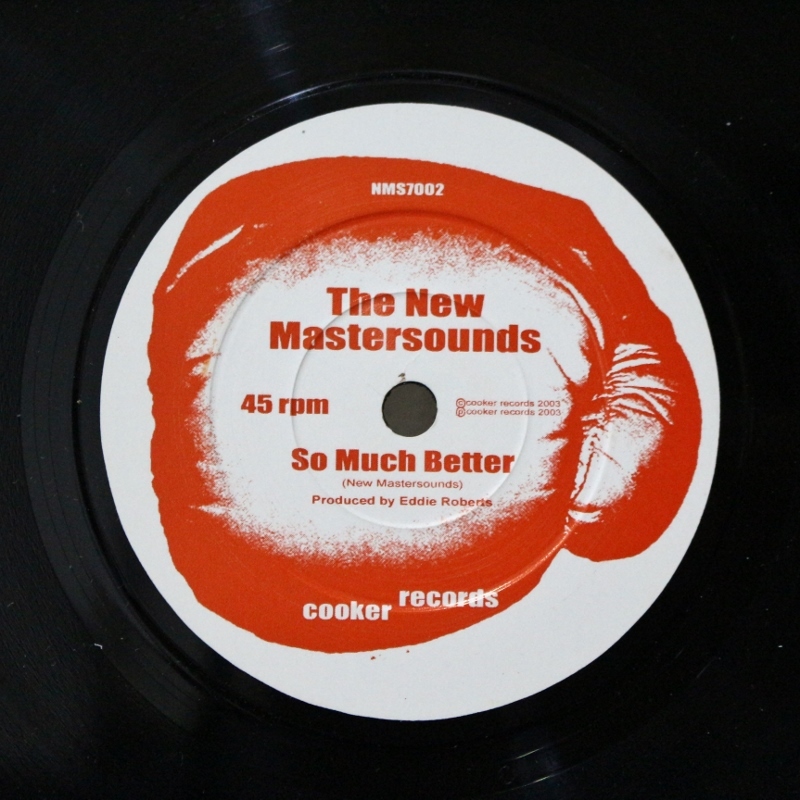 NMS7002
The New
Mastersounds
45 rpm
©cooker records 2003
℗cooker records 2003
So Much Better
(New Mastersounds)
Produced by Eddie Roberts
cooker records